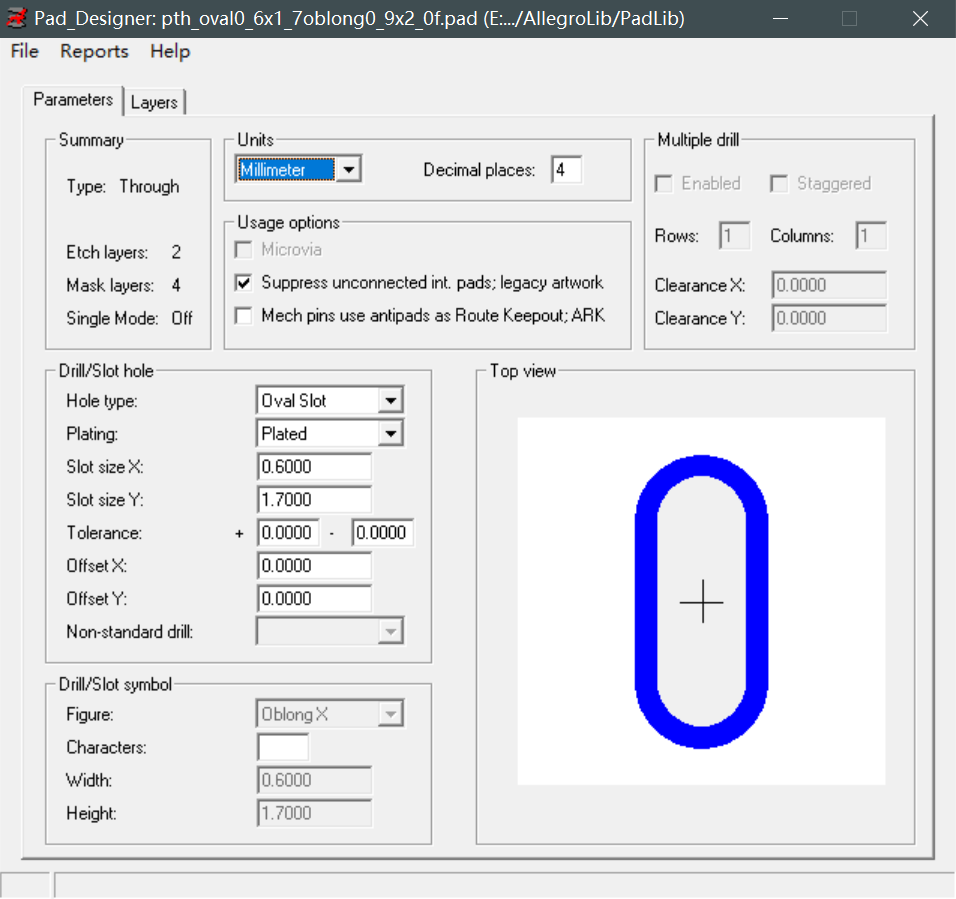 Pad_Designer: pth_oval0_6x1_7oblong0_9x2_0f.pad (E:.../AllegroLib/PadLib)
File Reports Help
Parameters Layers
Summary
Type: Through
Etch layers: 2
Mask layers: 4
Single Mode: Off
Units
Millimeter Decimal places: 4
Usage options
Microvia
Suppress unconnected int. pads; legacy artwork
Mech pins use antipads as Route Keepout; ARK
Multiple drill
Enabled Staggered
Rows: 1 Columns: 1
Clearance X: 0.0000
Clearance Y: 0.0000
Drill/Slot hole
Hole type: Oval Slot
Plating: Plated
Slot size X: 0.6000
Slot size Y: 1.7000
Tolerance: + 0.0000 - 0.0000
Offset X: 0.0000
Offset Y: 0.0000
Non-standard drill:
Drill/Slot symbol
Figure: Oblong X
Characters:
Width: 0.6000
Height: 1.7000
Top view